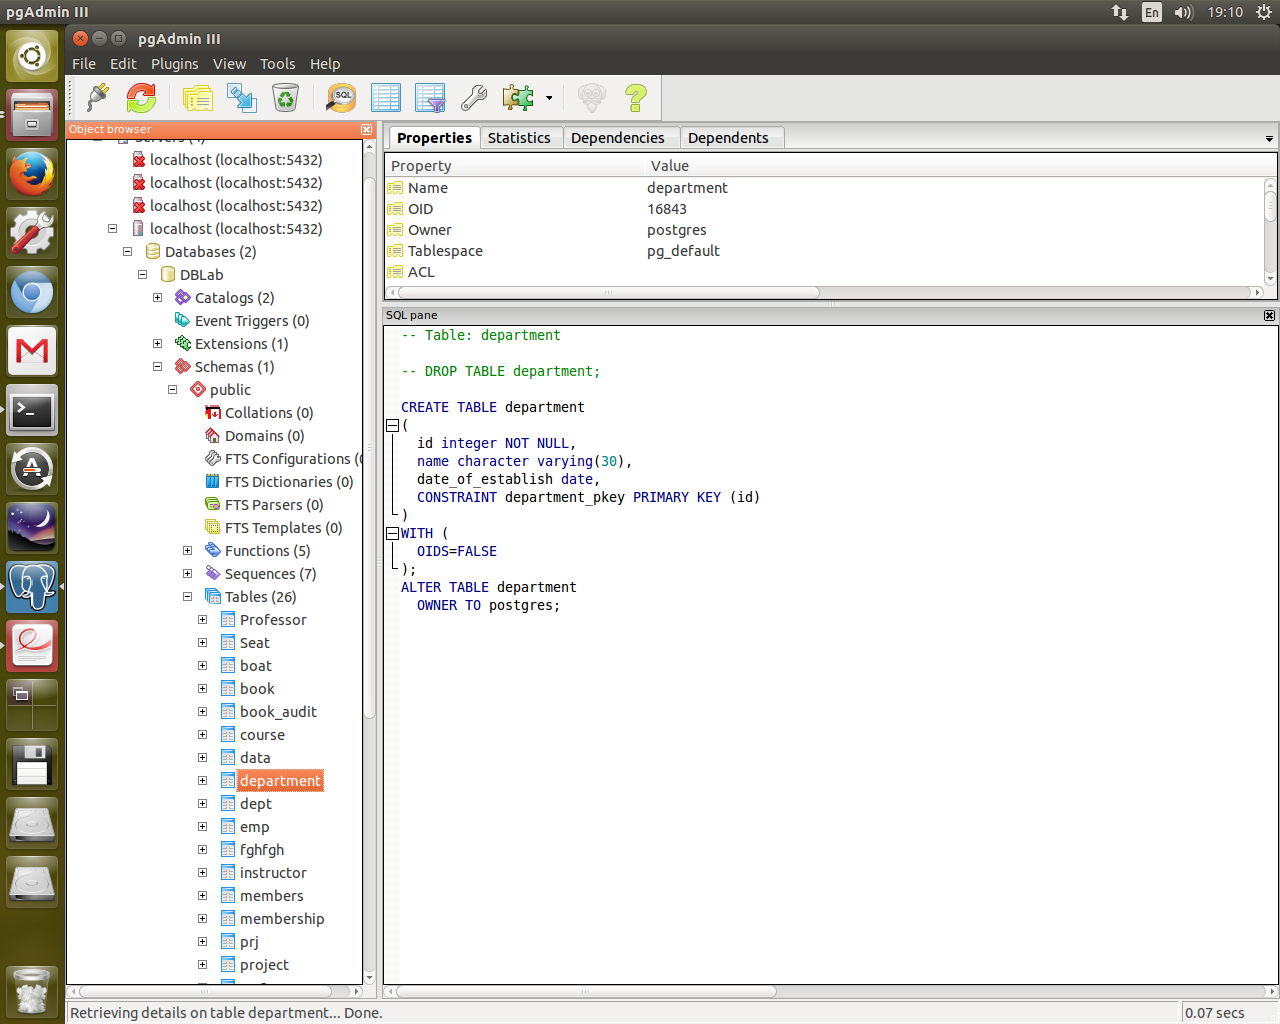 pgAdmin III
En
19:10
pgAdmin III
File Edit Plugins View Tools Help
SQL
Object browser
Servers (4)
localhost (localhost:5432)
localhost (localhost:5432)
localhost (localhost:5432)
localhost (localhost:5432)
Databases (2)
DBLab
Catalogs (2)
Event Triggers (0)
Extensions (1)
Schemas (1)
public
Collations (0)
Domains (0)
FTS Configurations (
FTS Dictionaries (0)
FTS Parsers (0)
FTS Templates (0)
Functions (5)
Sequences (7)
Tables (26)
Professor
Seat
boat
book
book_audit
course
data
department
dept
emp
fghfgh
instructor
members
membership
prj
project
Properties Statistics Dependencies Dependents
Property Value
Name department
OID 16843
Owner postgres
Tablespace pg_default
ACL
SQL pane
-- Table: department
-- DROP TABLE department;
CREATE TABLE department
(
id integer NOT NULL,
name character varying(30),
date_of_establish date,
CONSTRAINT department_pkey PRIMARY KEY (id)
)
WITH (
OIDS=FALSE
);
ALTER TABLE department
OWNER TO postgres;
Retrieving details on table department... Done.
0.07 secs